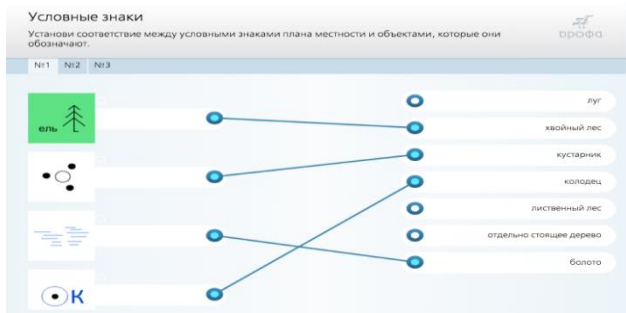 Условные знаки
Установи соответствие между условными знаками плана местности и объектами, которые они
обозначают.
дрофа
№1 №2 №3
луг
ель
хвойный лес
кустарник
колодец
лиственный лес
отдельно стоящее дерево
болото
К